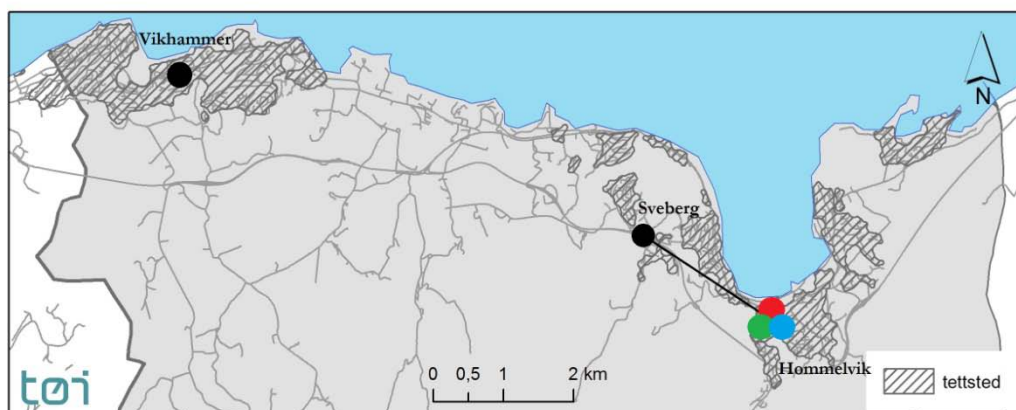 Vikhammer
N
Sveberg
Hommelvik
0 0,5 1 2 km
tettsted
tøi